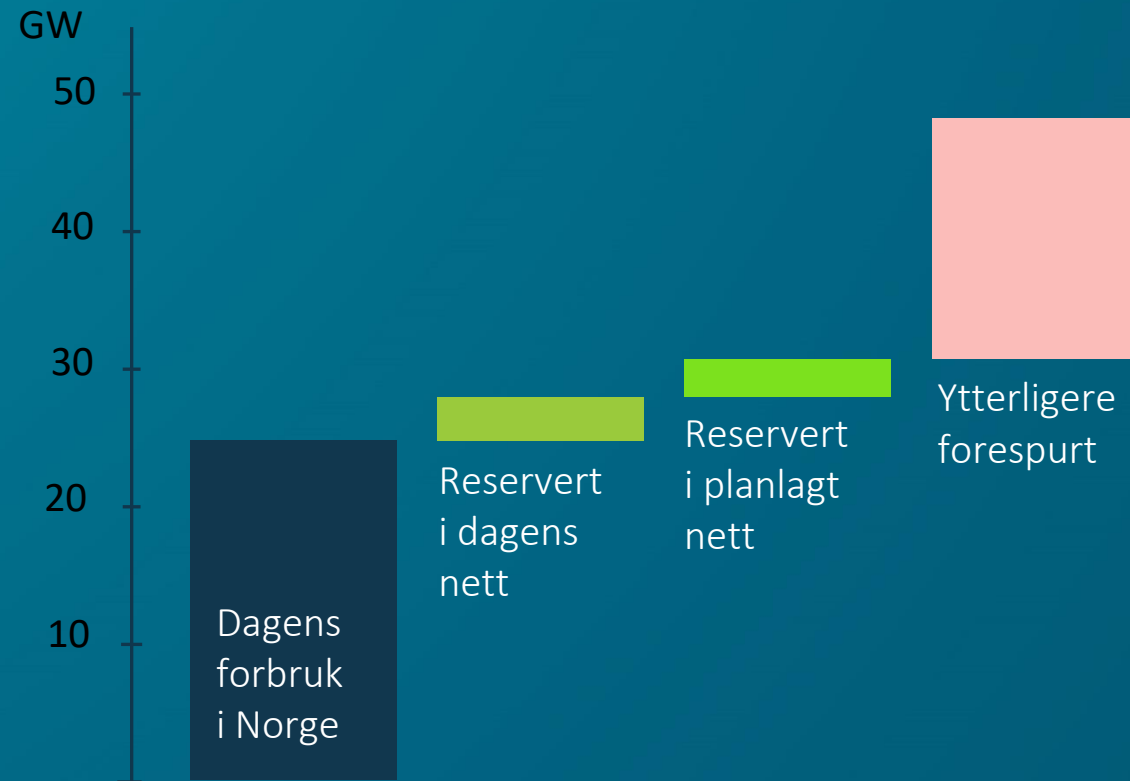 GW
50
40
30
20
10
Dagens
forbruk
i Norge
Reservert
i dagens
nett
Reservert
i planlagt
nett
Ytterligere
forespurt